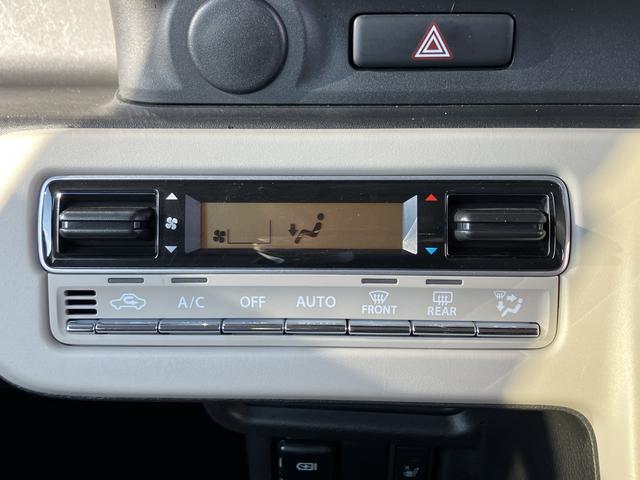 A/C OFF AUTO FRONT REAR